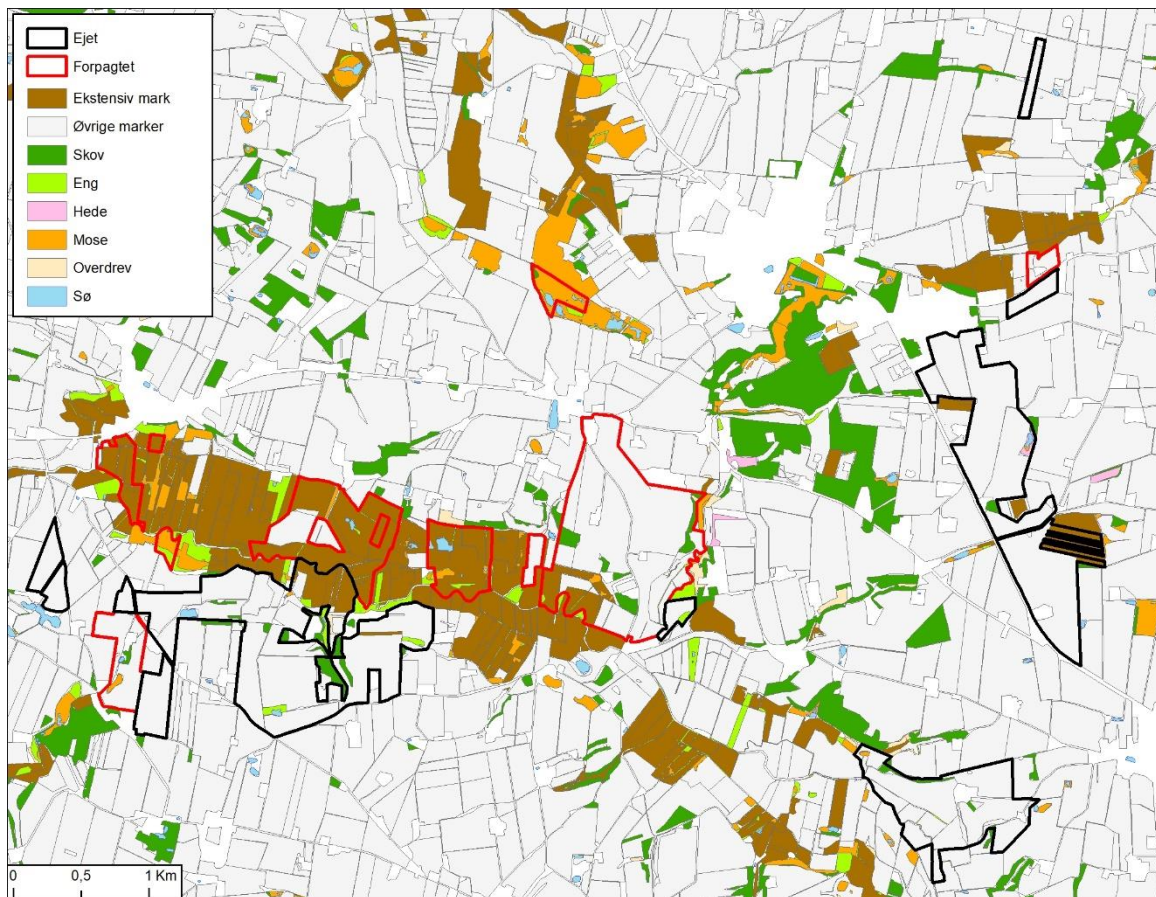 Ejet
Forpagtet
Ekstensiv mark
Øvrige marker
Skov
Eng
Hede
Mose
Overdrev
Sø
0 0,5 1 Km